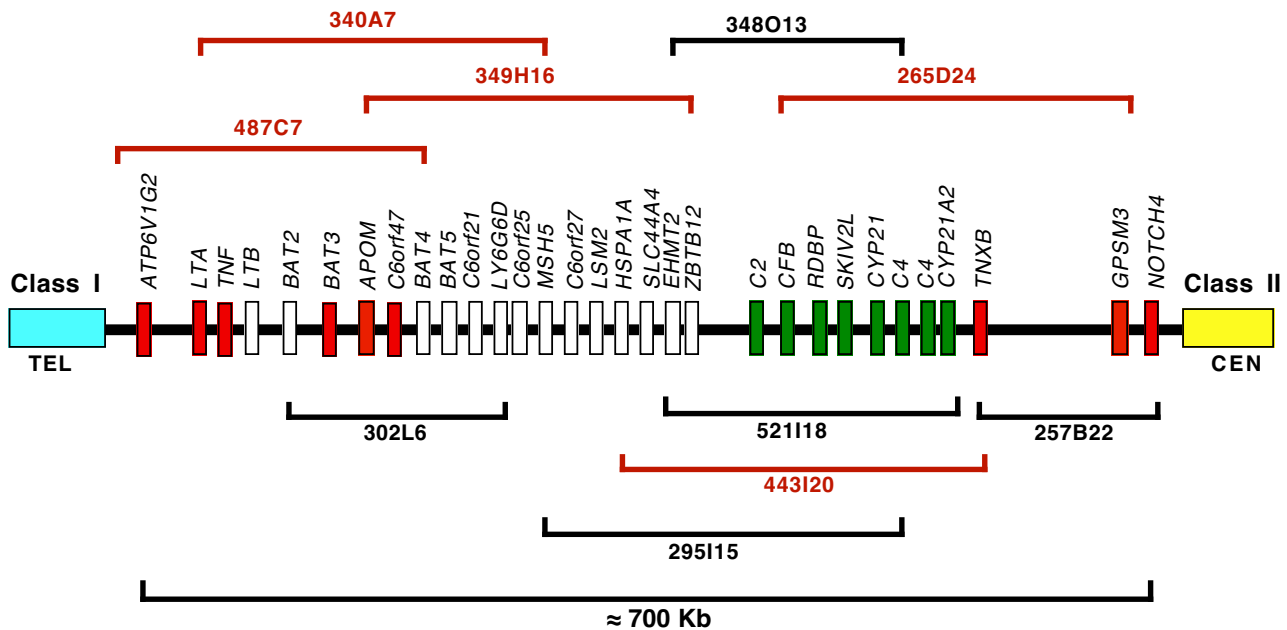 340A7
348O13
349H16
265D24
487C7
ATP6V1G2
LTA
TNF
LTB
BAT2
BAT3
APOM
C6orf47
BAT4
BAT5
C6orf21
LY6G6D
C6orf25
MSH5
C6orf27
LSM2
HSPA1A
SLC44A4
EHMT2
ZBTB12
C2
CFB
RDBP
SKIV2L
CYP21
C4
C4
CYP21A2
TNXB
GPSM3
NOTCH4
Class I
Class II
TEL
CEN
302L6
521I18
257B22
443I20
295I15
≈ 700 Kb